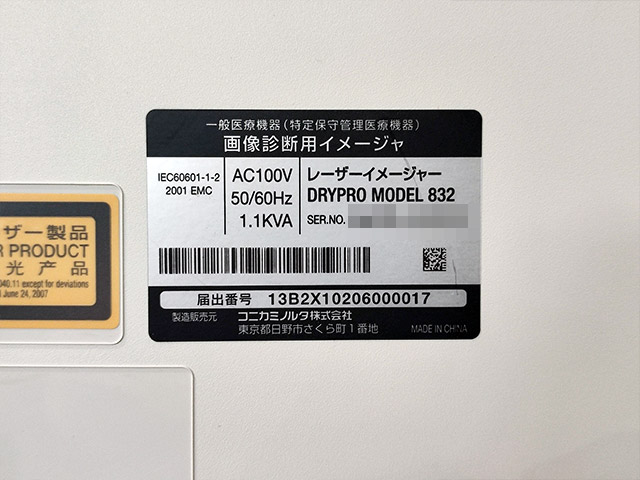 一般医療機器(特定保守管理医療機器)
画像診断用イメージャ
IEC60601-1-2
2001 EMC
AC100V
50/60Hz
1.1KVA
レーザーイメージャー
DRYPRO MODEL 832
SER.NO.
届出番号 13B2X10206000017
製造販売元 コニカミノルタ株式会社
東京都日野市さくら町1番地
MADE IN CHINA
ザー製品
R PRODUCT
光产品
040.11 except for deviations
June 24, 2007